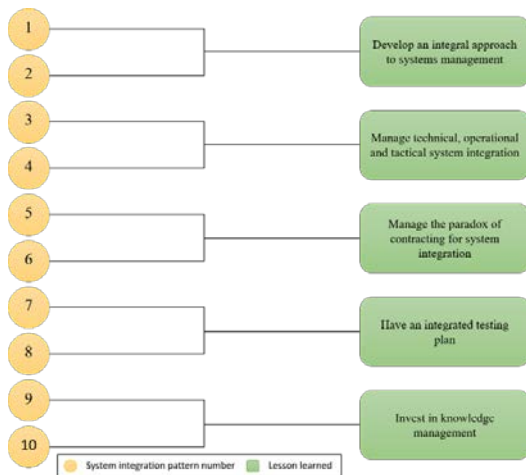 1
2
3
4
5
6
7
8
9
10
Develop an integral approach
to systems management
Manage technical, operational
and tactical system integration
Manage the paradox of
contracting for system
integration
Have an integrated testing
plan
Invest in knowledge
management
System integration pattern number
Lesson learned